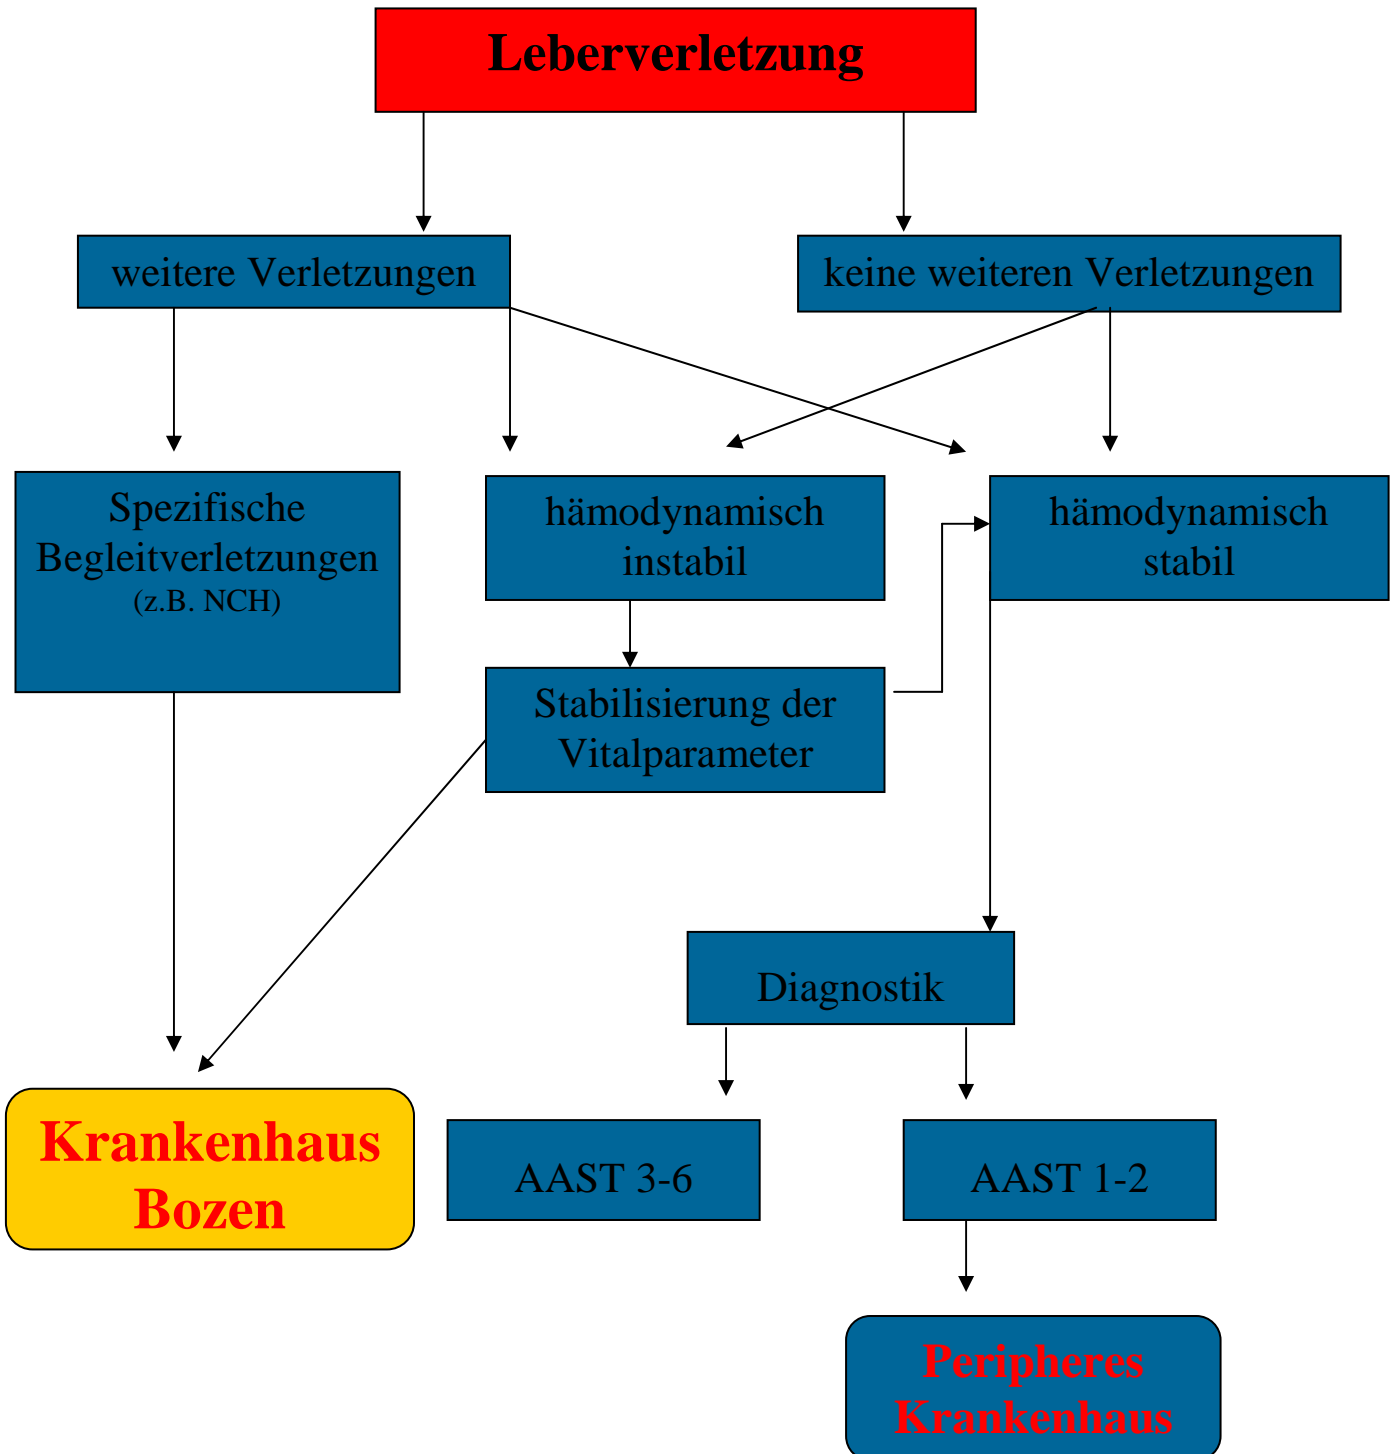 Leberverletzung
weitere Verletzungen
keine weiteren Verletzungen
Spezifische
Begleitverletzungen
(z.B. NCH)
hämodynamisch
instabil
hämodynamisch
stabil
Stabilisierung der
Vitalparameter
Diagnostik
Krankenhaus
Bozen
AAST 3-6
AAST 1-2
Peripheres
Krankenhaus